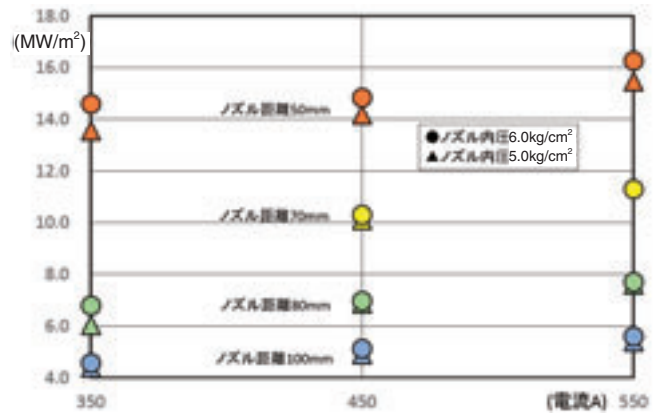 18.0
(MW/m²)
16.0
14.0
12.0
10.0
8.0
6.0
4.0
ノズル距離50mm
●ノズル内圧6.0kg/cm²
▲ノズル内圧5.0kg/cm²
ノズル距離70mm
ノズル距離80mm
ノズル距離100mm
350
450
(電流A)
550